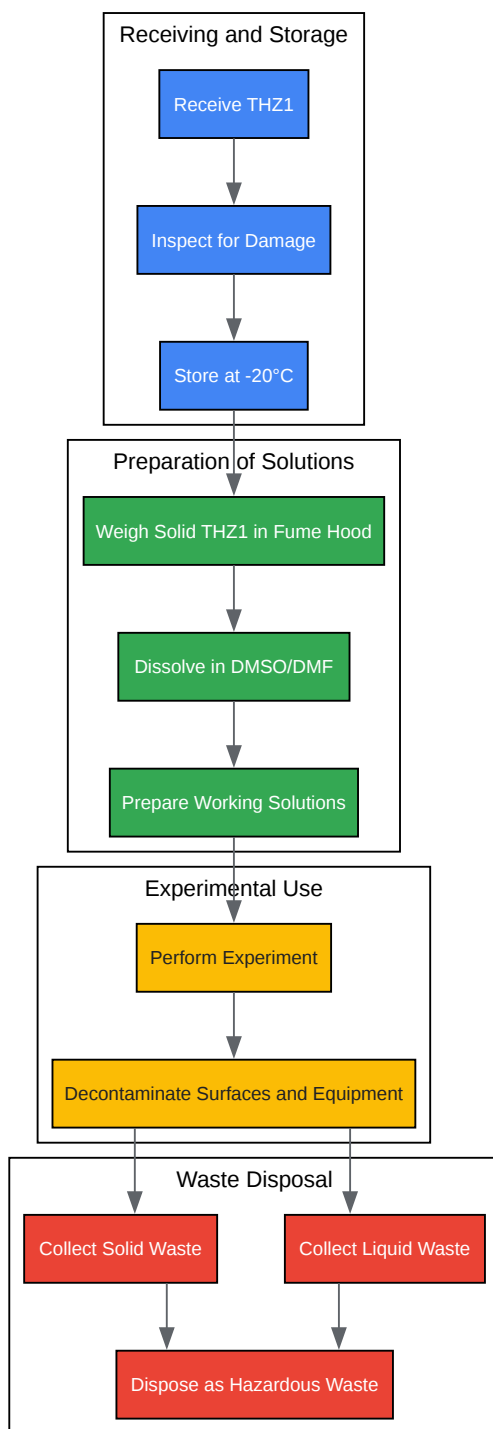 Receiving and Storage
Receive THZ1
Inspect for Damage
Store at -20°C
Preparation of Solutions
Weigh Solid THZ1 in Fume Hood
Dissolve in DMSO/DMF
Prepare Working Solutions
Experimental Use
Perform Experiment
Decontaminate Surfaces and Equipment
Waste Disposal
Collect Solid Waste
Collect Liquid Waste
Dispose as Hazardous Waste